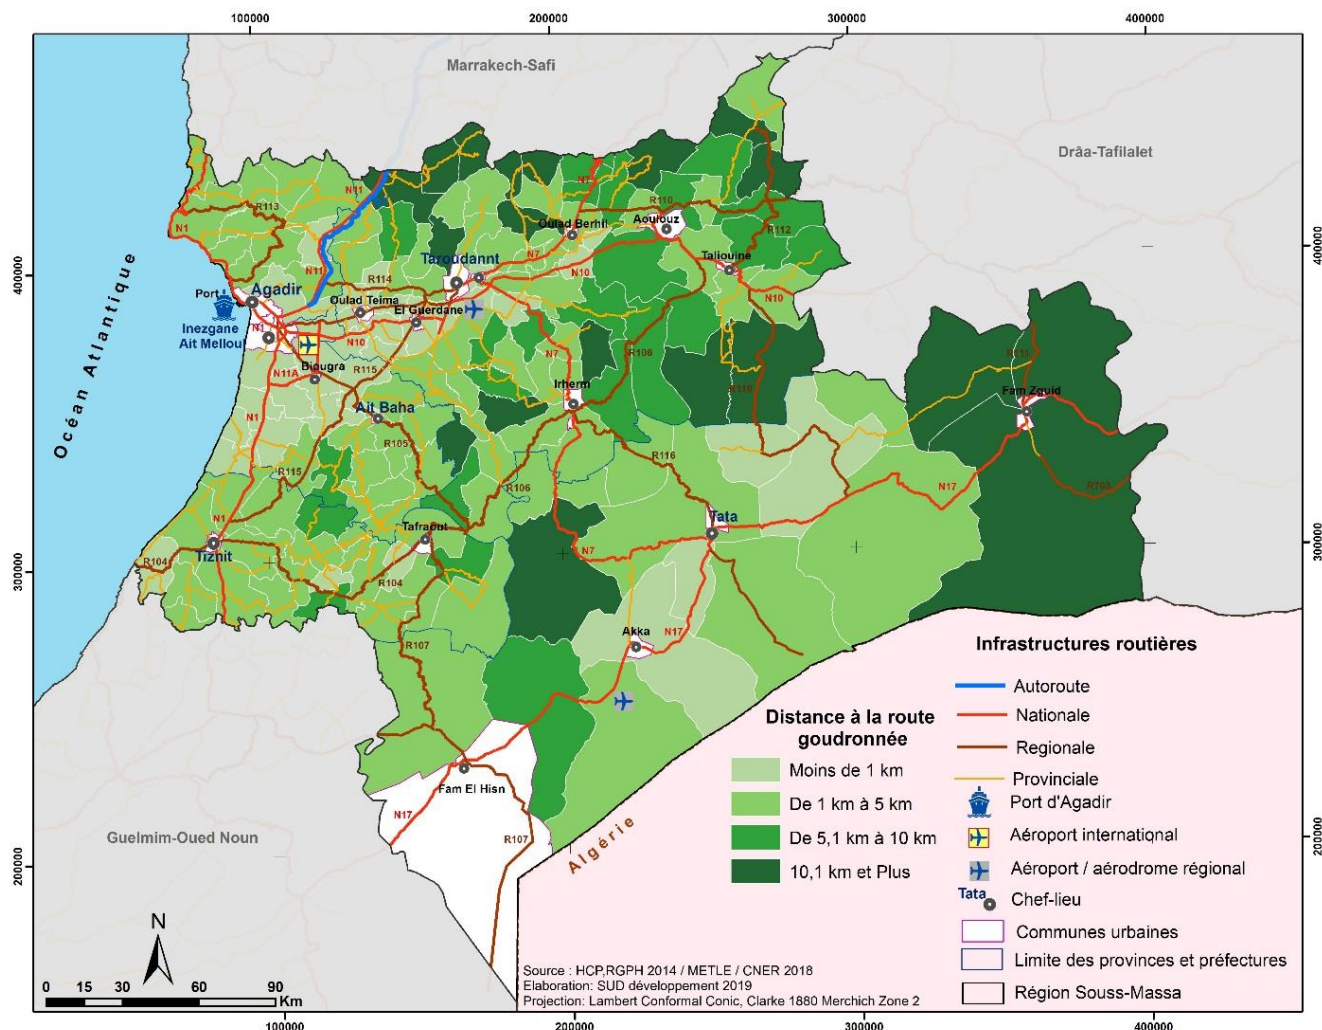 100000
200000
300000
400000
Marrakech-Safi
Drâa-Tafilalet
N11
N7
R113
R110
N1
Oulad Berhil
Aoulouz
R112
400000
400000
Océan Atlantique
N11
Taroudannt
N7
N10
Taliouine
R114
N10
Port
Agadir
Oulad Teima
El Guerdane
Inezgane
Ait Melloul
N1
N10
N7
R106
R111
Biougra
R115
N11A
Irherm
Fam Zguid
N1
Ait Baha
R105
R116
R115
R106
N17
N1
Tata
Tafraout
Tiznit
N7
R104
R104
300000
300000
Akka
N17
R107
Fam El Hisn
N17
R107
Algérie
Guelmim-Oued Noun
200000
200000
Distance à la route
goudronnée
Moins de 1 km
De 1 km à 5 km
De 5,1 km à 10 km
10,1 km et Plus
Infrastructures routières
Autoroute
Nationale
Regionale
Provinciale
Port d'Agadir
Aéroport international
Aéroport / aérodrome régional
Tata
Chef-lieu
Communes urbaines
Limite des provinces et préfectures
Région Souss-Massa
N
0 15 30 60 90
Km
Source : HCP,RGPH 2014 / METLE / CNER 2018
Elaboration: SUD développement 2019
Projection: Lambert Conformal Conic, Clarke 1880 Merchich Zone 2
100000
200000
300000
400000